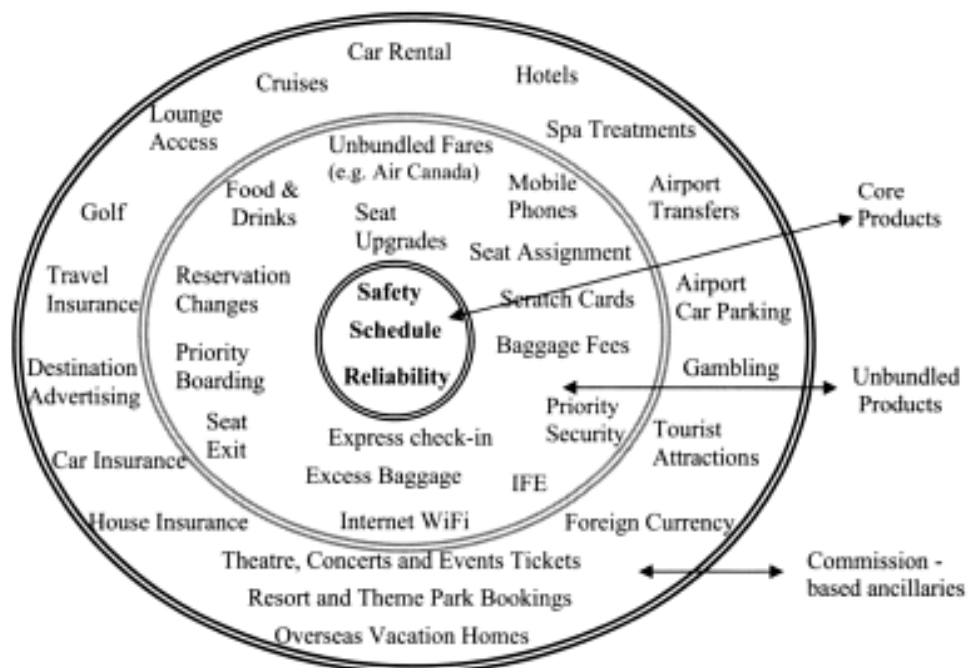 Car Rental
Cruises
Hotels
Lounge
Access
Spa Treatments
Unbundled Fares
(e.g. Air Canada)
Food &
Drinks
Mobile
Phones
Airport
Transfers
Core
Products
Golf
Seat
Upgrades
Seat Assignment
Travel
Insurance
Reservation
Changes
Safety
Schedule
Reliability
Scratch Cards
Airport
Car Parking
Baggage Fees
Destination
Advertising
Priority
Boarding
Gambling
Unbundled
Products
Seat
Exit
Priority
Security
Tourist
Attractions
Express check-in
Car Insurance
Excess Baggage
IFE
House Insurance
Internet WiFi
Foreign Currency
Theatre, Concerts and Events Tickets
Commission -
based ancillaries
Resort and Theme Park Bookings
Overseas Vacation Homes